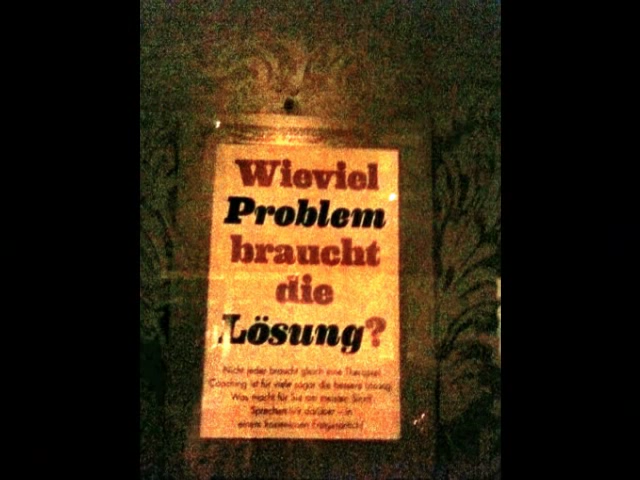 Wieviel
Problem
braucht
die
Lösung?
Nicht jeder braucht gleich eine Therapie!
Coaching ist für viele sogar die bessere Lösung.
Was macht für Sie am meisten Sinn?
Sprechen wir darüber – in
einem kostenlosen Erstgespräch!